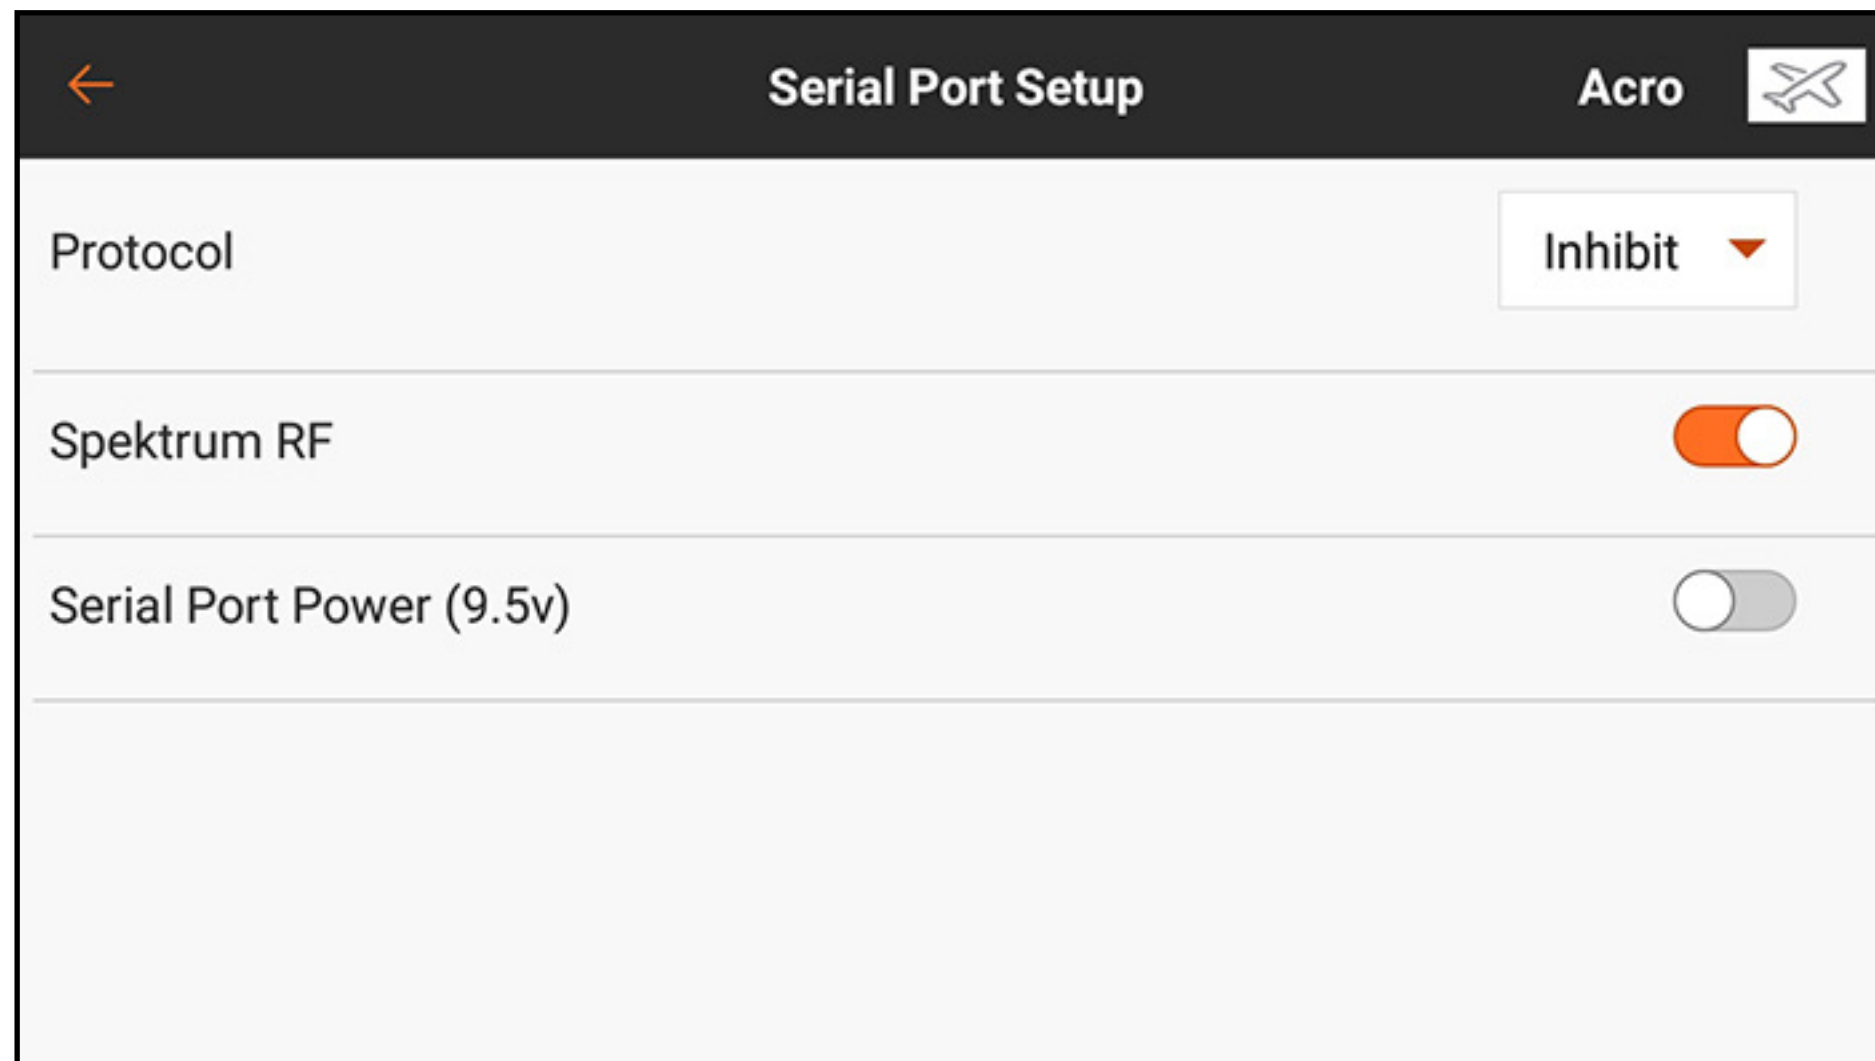 Serial Port Setup Acro
Protocol Inhibit
Spektrum RF
Serial Port Power (9.5v)